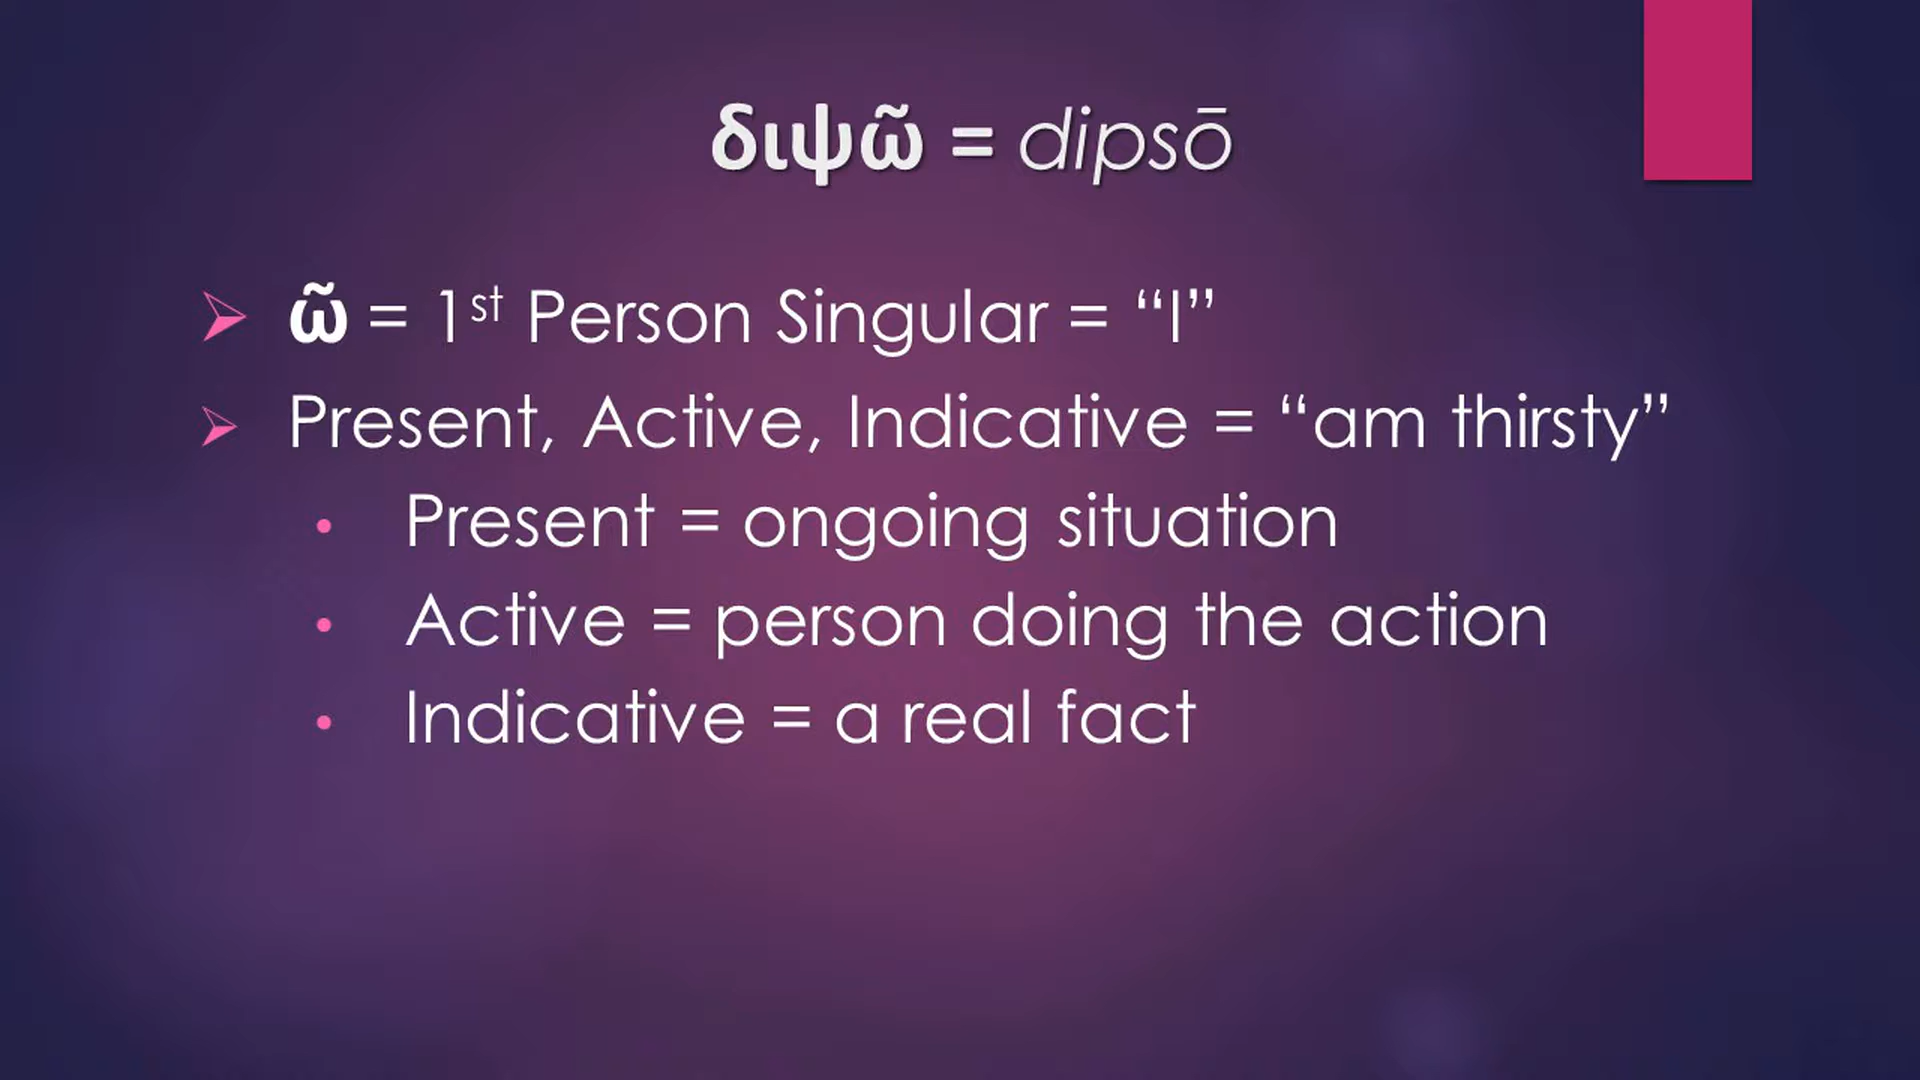 διψῶ = dipsō
ῶ = 1st Person Singular = “I”
Present, Active, Indicative = “am thirsty”
Present = ongoing situation
Active = person doing the action
Indicative = a real fact